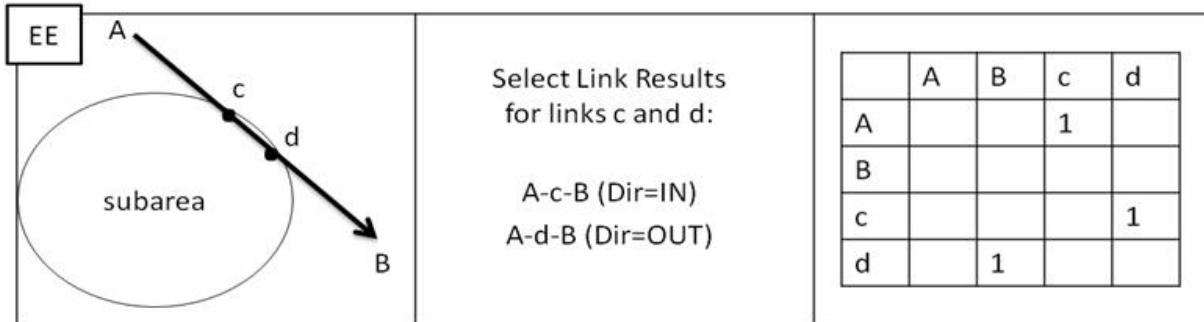 EE
A
c
d
subarea
B
Select Link Results
for links c and d:
A-c-B (Dir=IN)
A-d-B (Dir=OUT)
A B c d
A 1
B
c 1
d 1